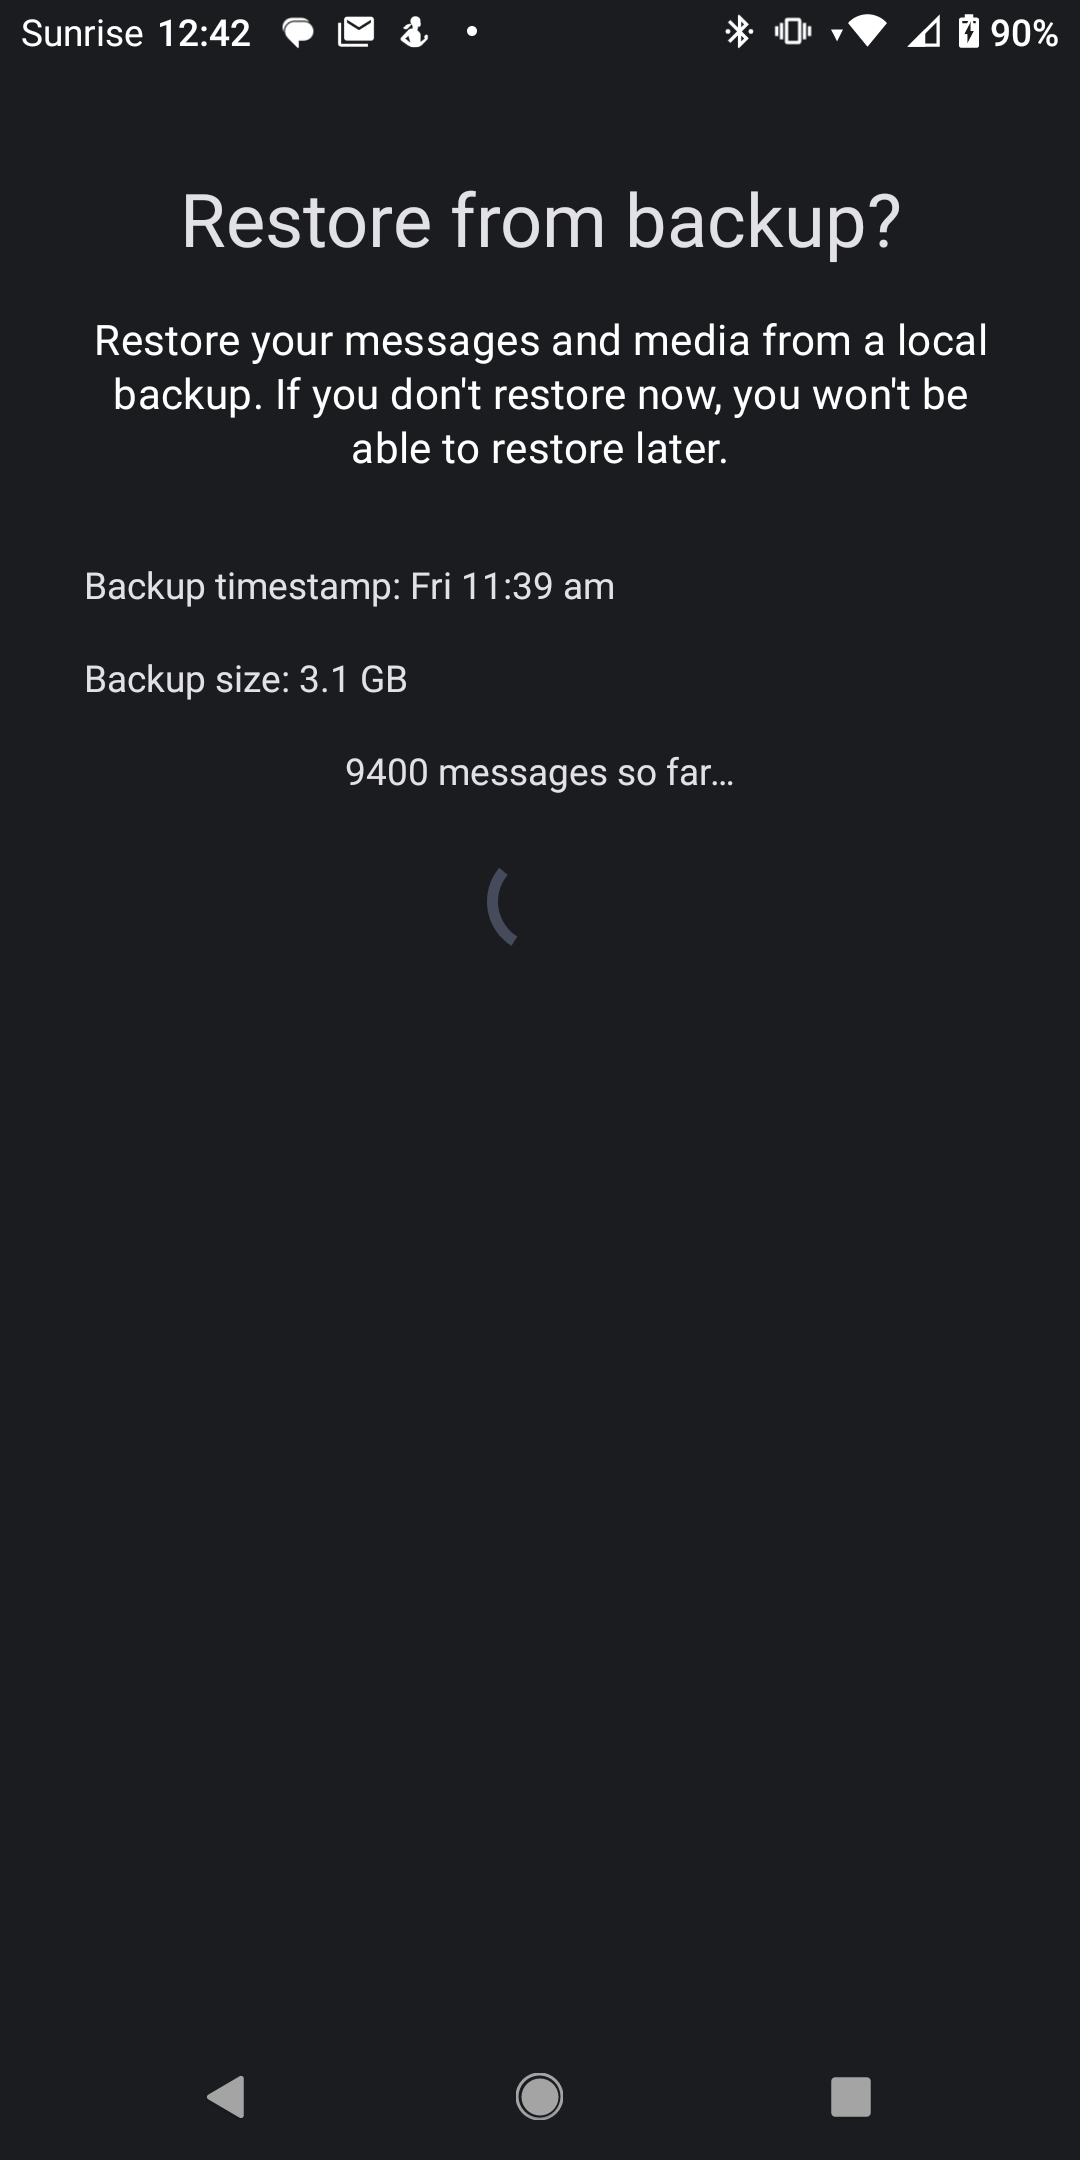 Sunrise 12:42 90%
Restore from backup?
Restore your messages and media from a local
backup. If you don't restore now, you won't be
able to restore later.
Backup timestamp: Fri 11:39 am
Backup size: 3.1 GB
9400 messages so far…